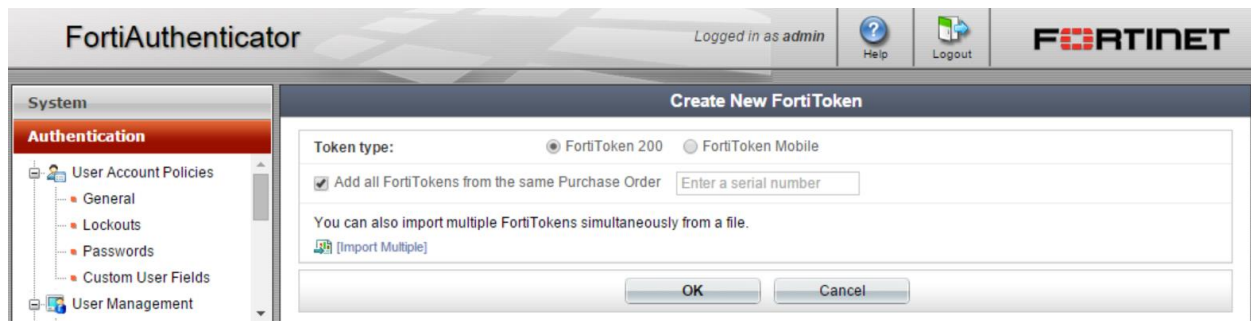 FortiAuthenticator
Logged in as admin
Help
Logout
FORTINET
System
Authentication
User Account Policies
General
Lockouts
Passwords
Custom User Fields
User Management
Create New FortiToken
Token type: FortiToken 200 FortiToken Mobile
Add all FortiTokens from the same Purchase Order Enter a serial number
You can also import multiple FortiTokens simultaneously from a file.
[Import Multiple]
OK Cancel